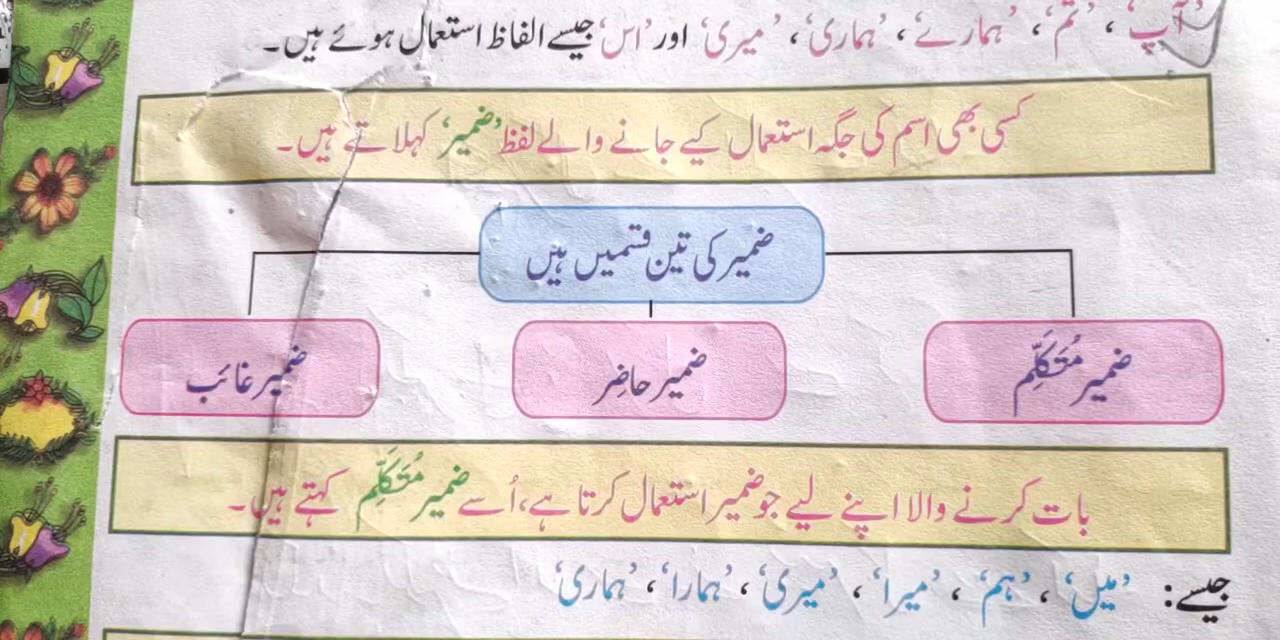 ’آپ‘، ’تم‘، ’ہمارے‘، ’ہماری‘، ’میری‘ اور ’اس‘ جیسے الفاظ استعمال ہوئے ہیں۔
کسی بھی اسم کی جگہ استعمال کیے جانے والے لفظ ’ضمیر‘ کہلاتے ہیں۔
ضمیر کی تین قسمیں ہیں
ضمیر مُتَکَلِّم
ضمیر حاضِر
ضمیر غائب
بات کرنے والا اپنے لیے جو ضمیر استعمال کرتا ہے، اُسے ضمیر مُتَکَلِّم کہتے ہیں۔
جیسے: ’میں‘، ’ہم‘، ’میرا‘، ’میری‘، ’ہمارا‘، ’ہماری‘